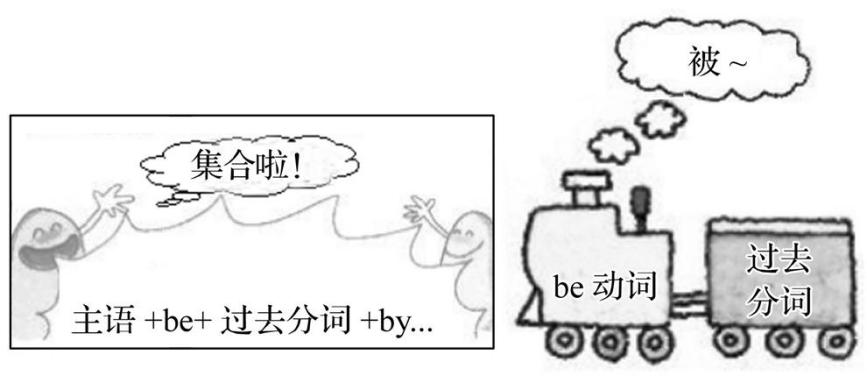 集合啦！
主语 +be+ 过去分词 +by...
被 ~
be 动词
过去
分词